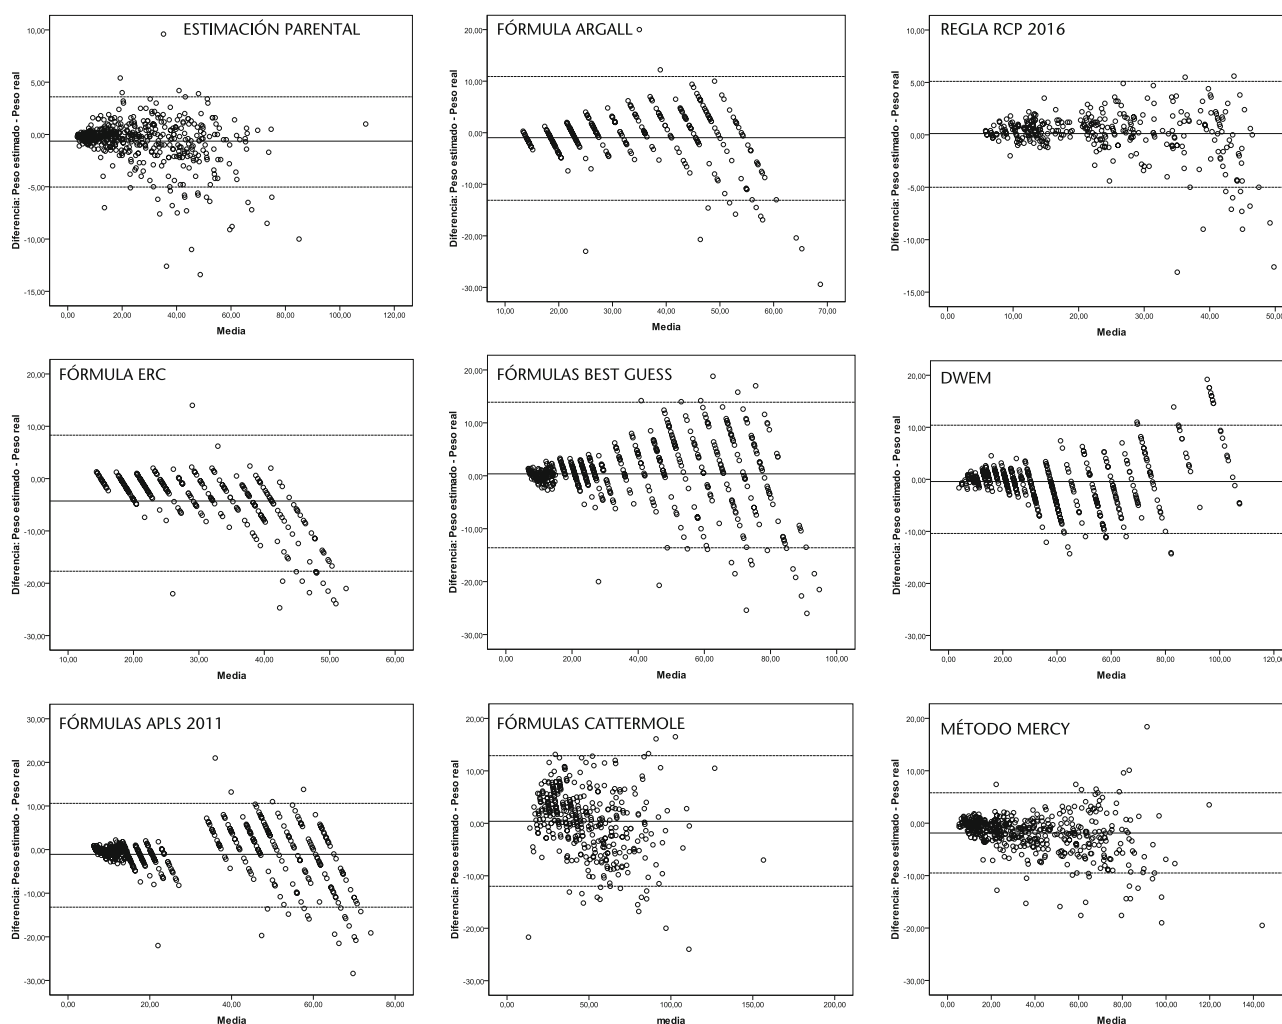 ESTIMACIÓN PARENTAL
Diferencia: Peso estimado - Peso real
10,00
5,00
0,00
-5,00
-10,00
-15,00
0,00 20,00 40,00 60,00 80,00 100,00 120,00
Media
FÓRMULA ARGALL
Diferencia: Peso estimado - Peso real
20,00
10,00
0,00
-10,00
-20,00
-30,00
10,00 20,00 30,00 40,00 50,00 60,00 70,00
Media
REGLA RCP 2016
Diferencia: Peso estimado - Peso real
10,00
5,00
0,00
-5,00
-10,00
-15,00
0,00 10,00 20,00 30,00 40,00 50,00
Media
FÓRMULA ERC
Diferencia: Peso estimado - Peso real
20,00
10,00
0,00
-10,00
-20,00
-30,00
10,00 20,00 30,00 40,00 50,00 60,00
Media
FÓRMULAS BEST GUESS
Diferencia: Peso estimado - Peso real
20,00
10,00
0,00
-10,00
-20,00
-30,00
0,00 20,00 40,00 60,00 80,00 100,00
Media
DWEM
Diferencia: Peso estimado - Peso real
20,00
10,00
0,00
-10,00
-20,00
-30,00
0,00 20,00 40,00 60,00 80,00 100,00 120,00
Media
FÓRMULAS APLS 2011
Diferencia: Peso estimado - Peso real
30,00
20,00
10,00
0,00
-10,00
-20,00
-30,00
0,00 20,00 40,00 60,00 80,00
Media
FÓRMULAS CATTERMOLE
Diferencia: Peso estimado - Peso real
20,00
10,00
0,00
-10,00
-20,00
-30,00
,00 50,00 100,00 150,00 200,00
media
MÉTODO MERCY
Diferencia: Peso estimado - Peso real
20,00
10,00
0,00
-10,00
-20,00
-30,00
0,00 20,00 40,00 60,00 80,00 100,00 120,00 140,00
Media